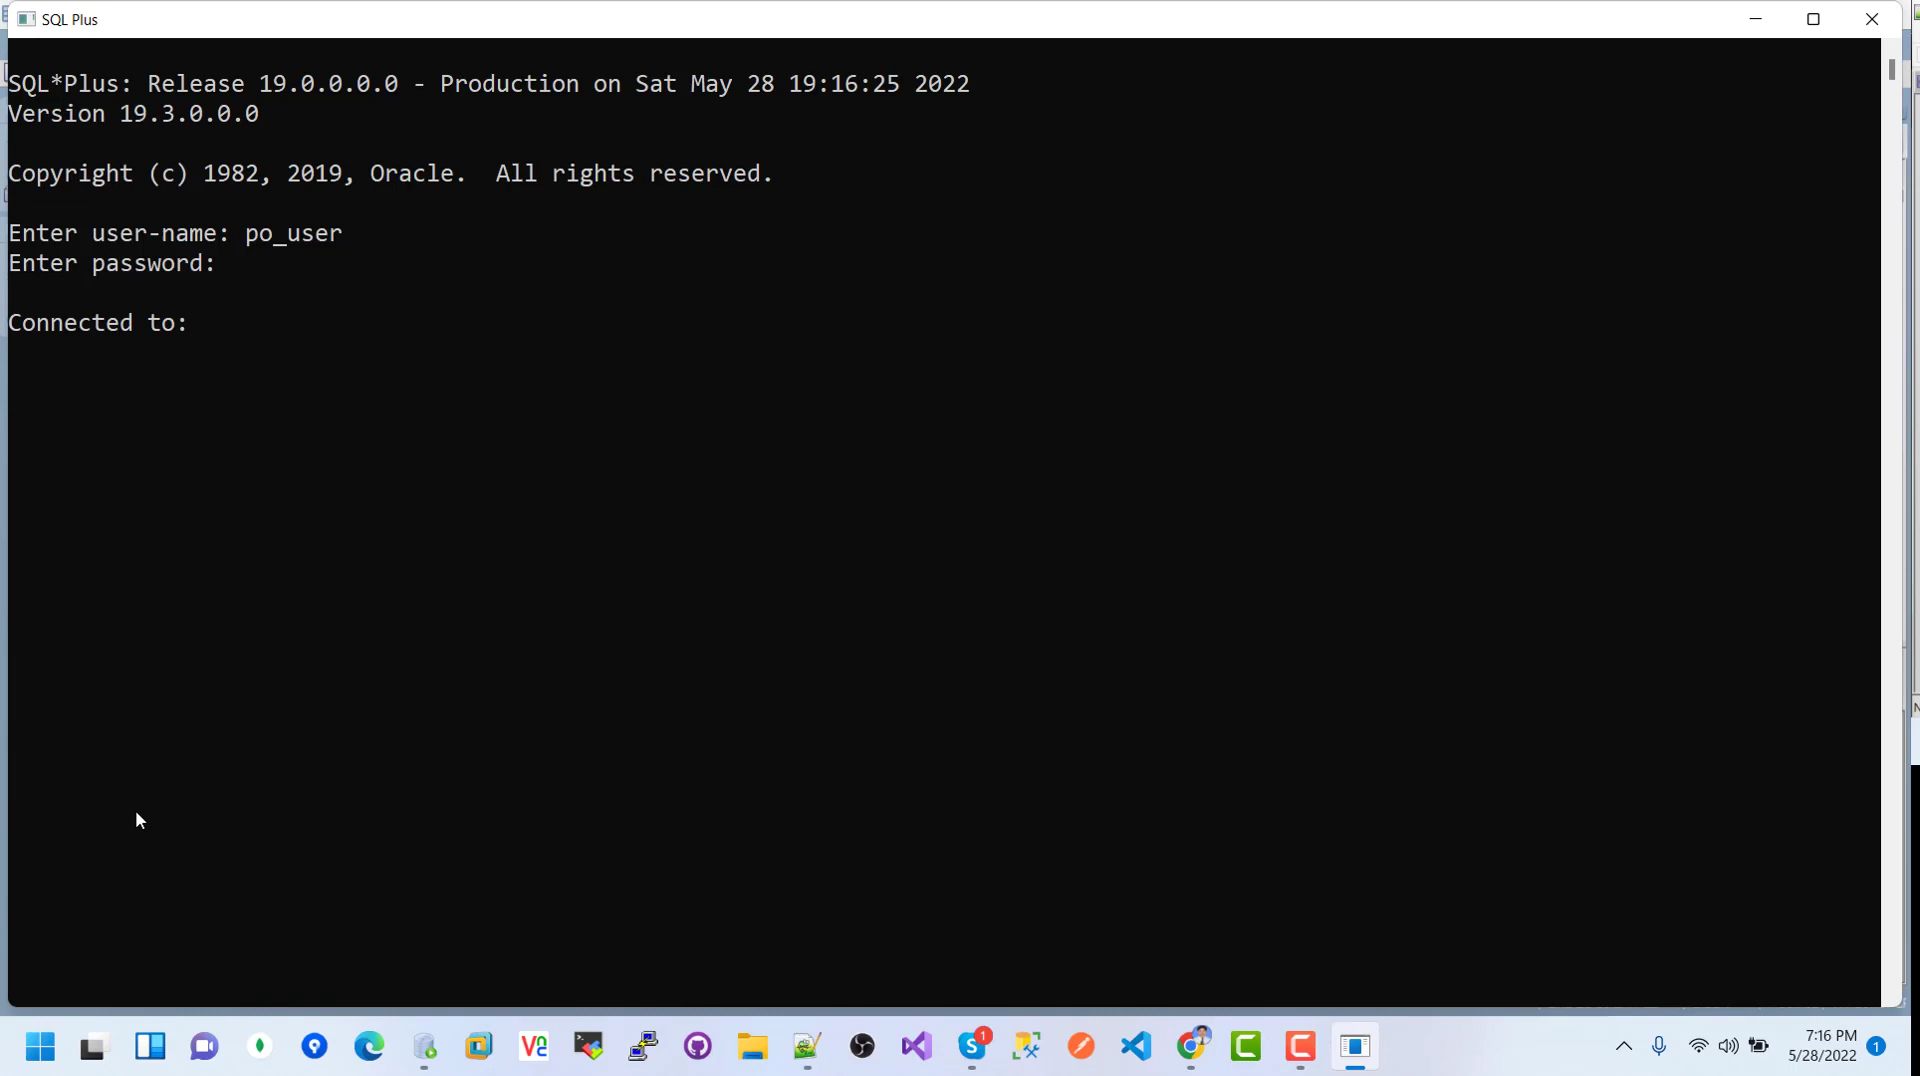 SQL Plus
SQL*Plus: Release 19.0.0.0.0 - Production on Sat May 28 19:16:25 2022
Version 19.3.0.0.0
Copyright (c) 1982, 2019, Oracle.  All rights reserved.
Enter user-name: po_user
Enter password:
Connected to:
1
7:16 PM
5/28/2022
1